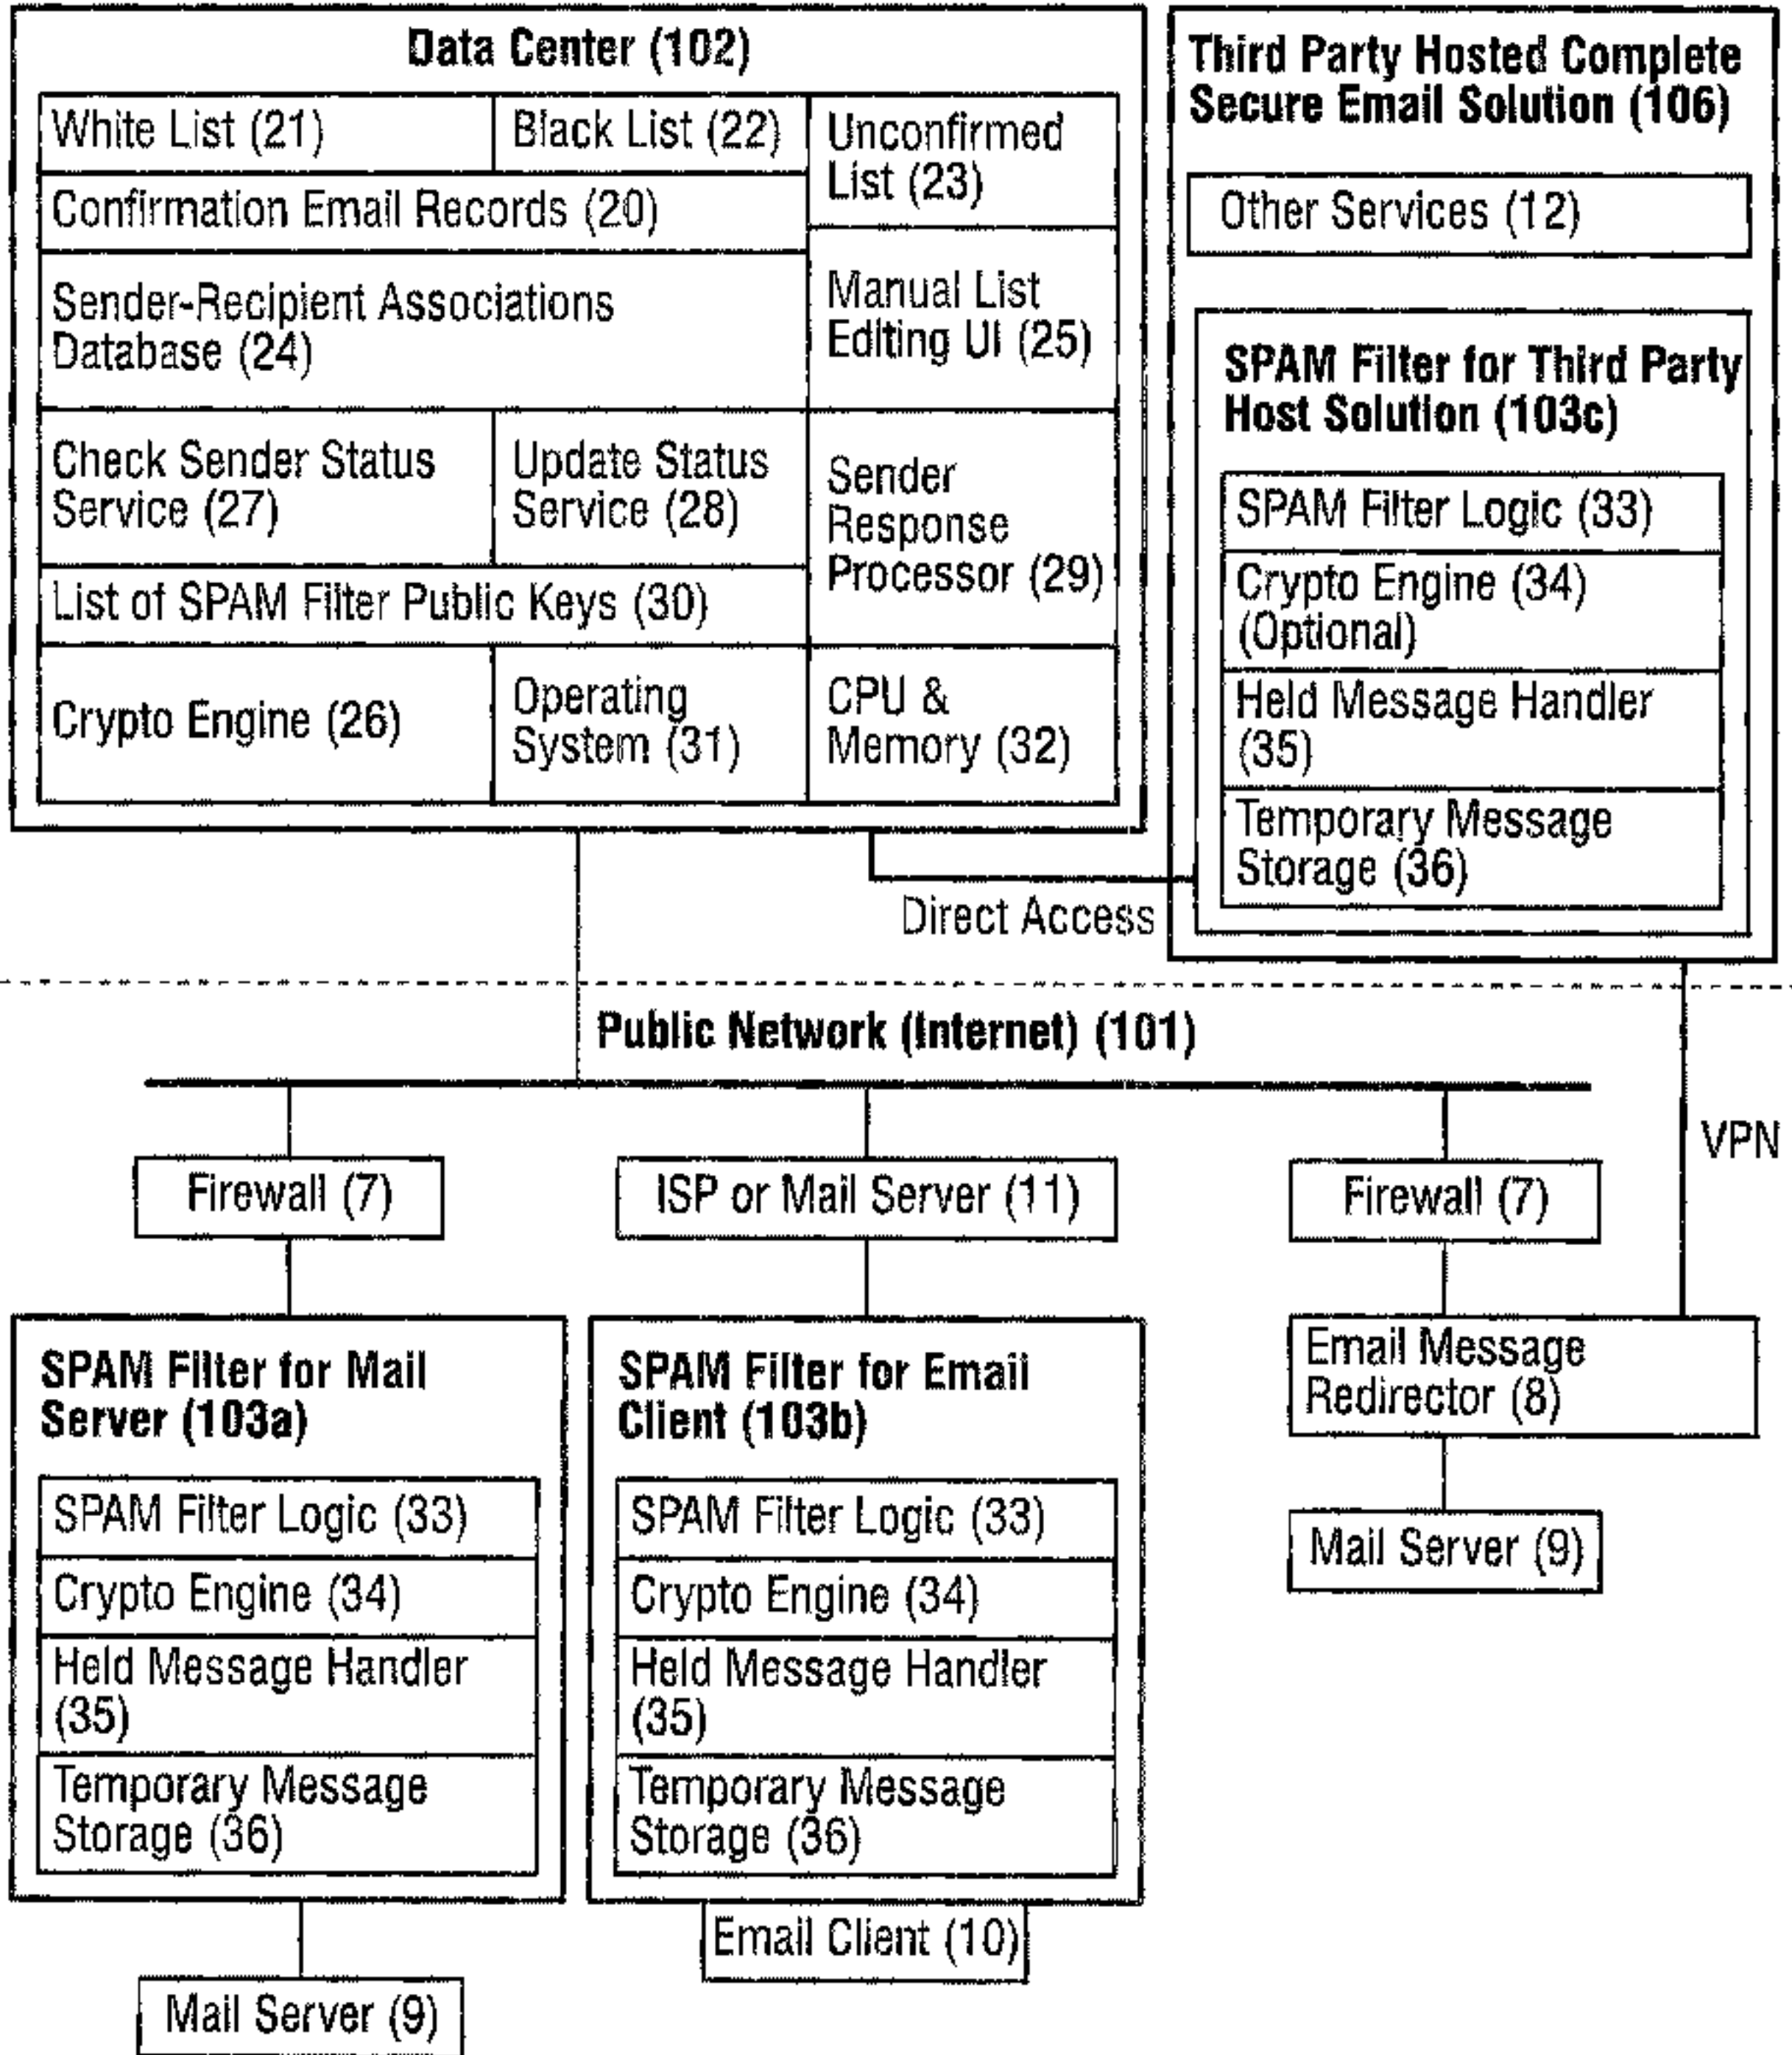 Data Center (102)
White List (21)
Black List (22)
Unconfirmed
List (23)
Confirmation Email Records (20)
Sender-Recipient Associations
Database (24)
Manual List
Editing UI (25)
Check Sender Status
Service (27)
Update Status
Service (28)
Sender
Response
Processor (29)
List of SPAM Filter Public Keys (30)
Crypto Engine (26)
Operating
System (31)
CPU &
Memory (32)
Third Party Hosted Complete
Secure Email Solution (106)
Other Services (12)
SPAM Filter for Third Party
Host Solution (103c)
SPAM Filter Logic (33)
Crypto Engine (34)
(Optional)
Held Message Handler
(35)
Temporary Message
Storage (36)
Direct Access
Public Network (Internet) (101)
VPN
Firewall (7)
ISP or Mail Server (11)
Firewall (7)
SPAM Filter for Mail
Server (103a)
SPAM Filter Logic (33)
Crypto Engine (34)
Held Message Handler
(35)
Temporary Message
Storage (36)
Mail Server (9)
SPAM Filter for Email
Client (103b)
SPAM Filter Logic (33)
Crypto Engine (34)
Held Message Handler
(35)
Temporary Message
Storage (36)
Email Client (10)
Email Message
Redirector (8)
Mail Server (9)